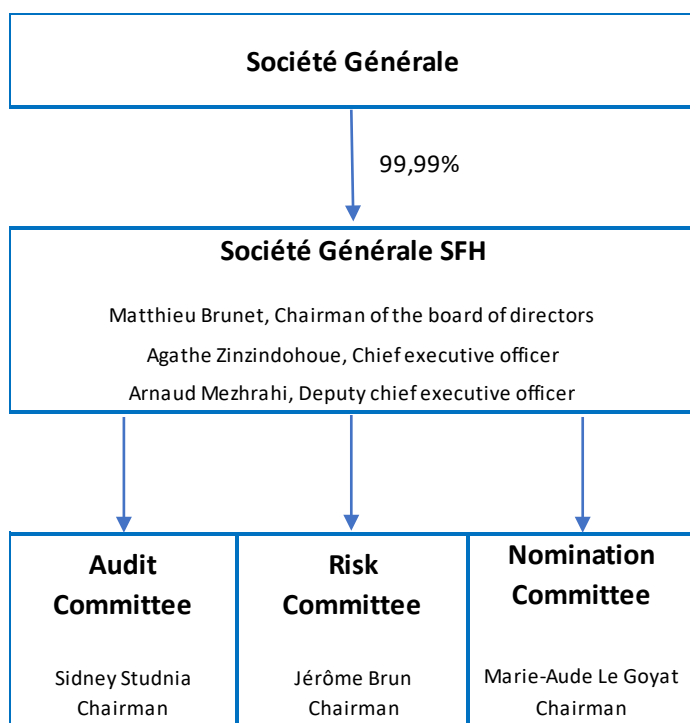 Société Générale
99,99%
Société Générale SFH
Matthieu Brunet, Chairman of the board of directors
Agathe Zinzindohoue, Chief executive officer
Arnaud Mezhrahi, Deputy chief executive officer
Audit
Committee
Sidney Studnia
Chairman
Risk
Committee
Jérôme Brun
Chairman
Nomination
Committee
Marie-Aude Le Goyat
Chairman